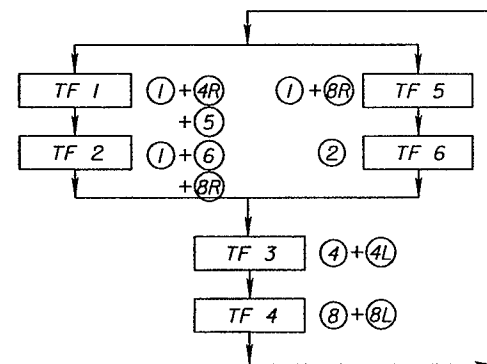 TF 1 1 + 4R 1 + 8R TF 5
+ 5
TF 2 1 + 6 2 TF 6
+ 8R
TF 3 4 + 4L
TF 4 8 + 8L